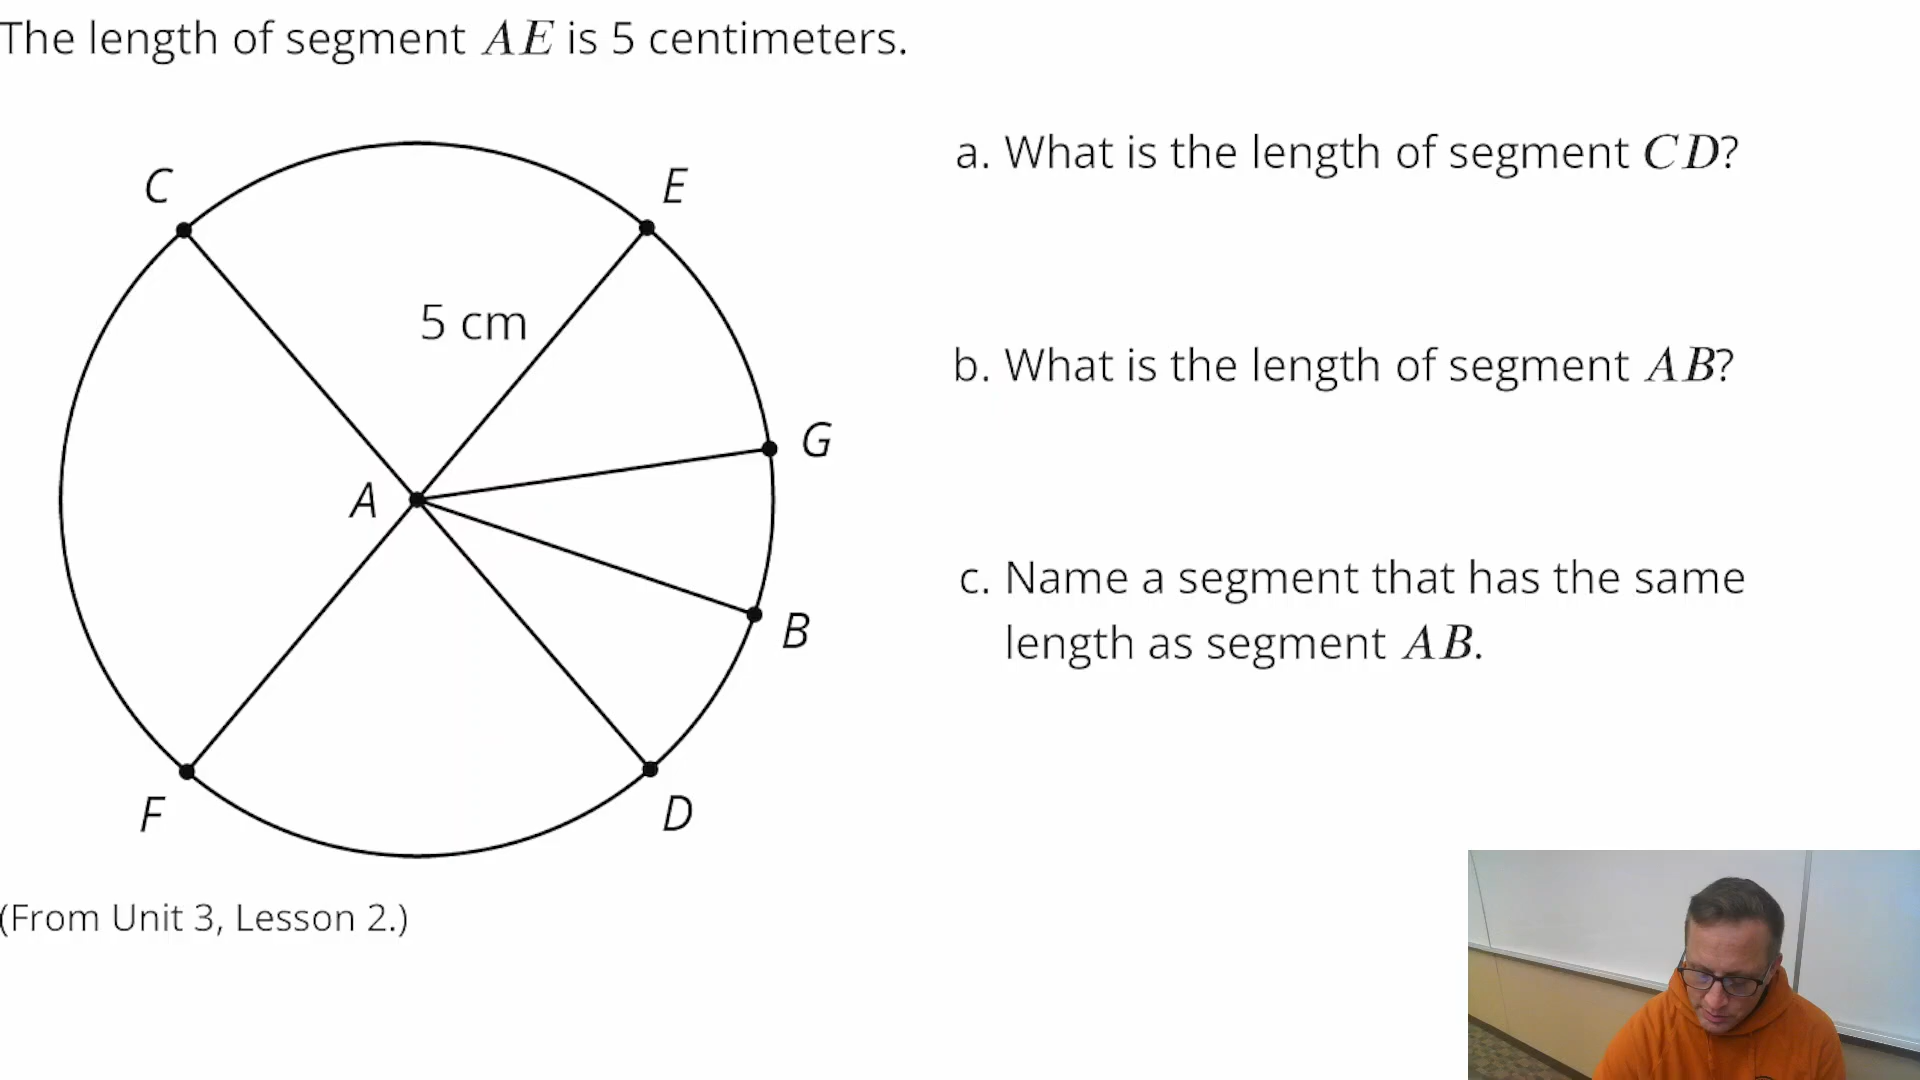 The length of segment AE is 5 centimeters.
C
E
5 cm
G
A
B
F
D
(From Unit 3, Lesson 2.)
a. What is the length of segment CD?
b. What is the length of segment AB?
c. Name a segment that has the same
length as segment AB.